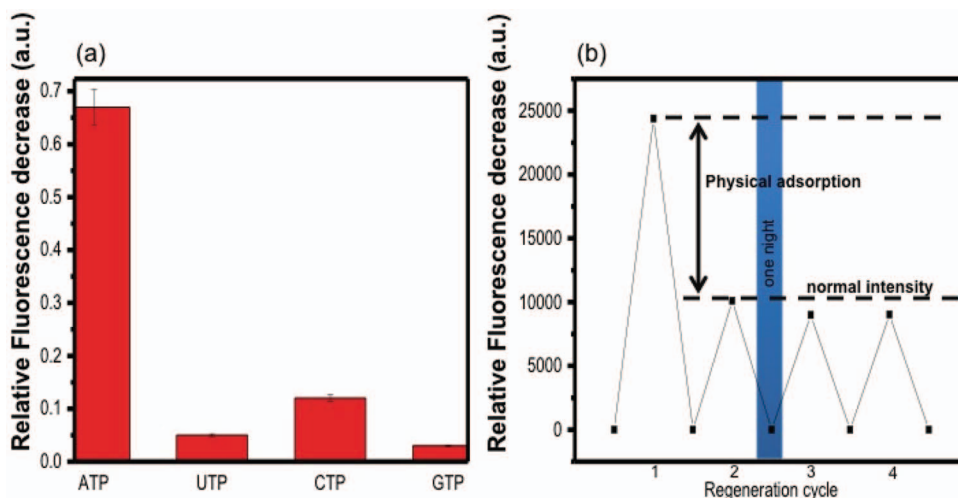 (a)
Relative Fluorescence decrease (a.u.)
0.7
0.6
0.5
0.4
0.3
0.2
0.1
0.0
ATP UTP CTP GTP
(b)
Relative Fluorescence decrease (a.u.)
25000
20000
15000
10000
5000
0
Physical adsorption
one night
normal intensity
1 2 3 4
Regeneration cycle